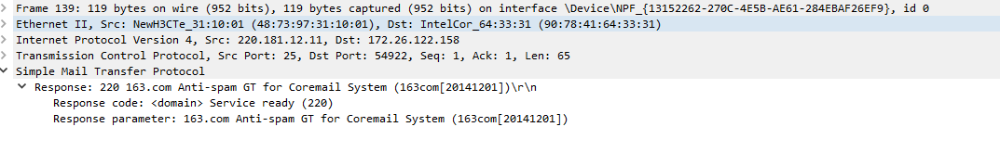 Frame 139: 119 bytes on wire (952 bits), 119 bytes captured (952 bits) on interface \Device\NPF_{13152262-270C-4E5B-AE61-284EBAF26EF9}, id 0
Ethernet II, Src: NewH3CTe_31:10:01 (48:73:97:31:10:01), Dst: IntelCor_64:33:31 (90:78:41:64:33:31)
Internet Protocol Version 4, Src: 220.181.12.11, Dst: 172.26.122.158
Transmission Control Protocol, Src Port: 25, Dst Port: 54922, Seq: 1, Ack: 1, Len: 65
Simple Mail Transfer Protocol
Response: 220 163.com Anti-spam GT for Coremail System (163com[20141201])\r\n
Response code: <domain> Service ready (220)
Response parameter: 163.com Anti-spam GT for Coremail System (163com[20141201])